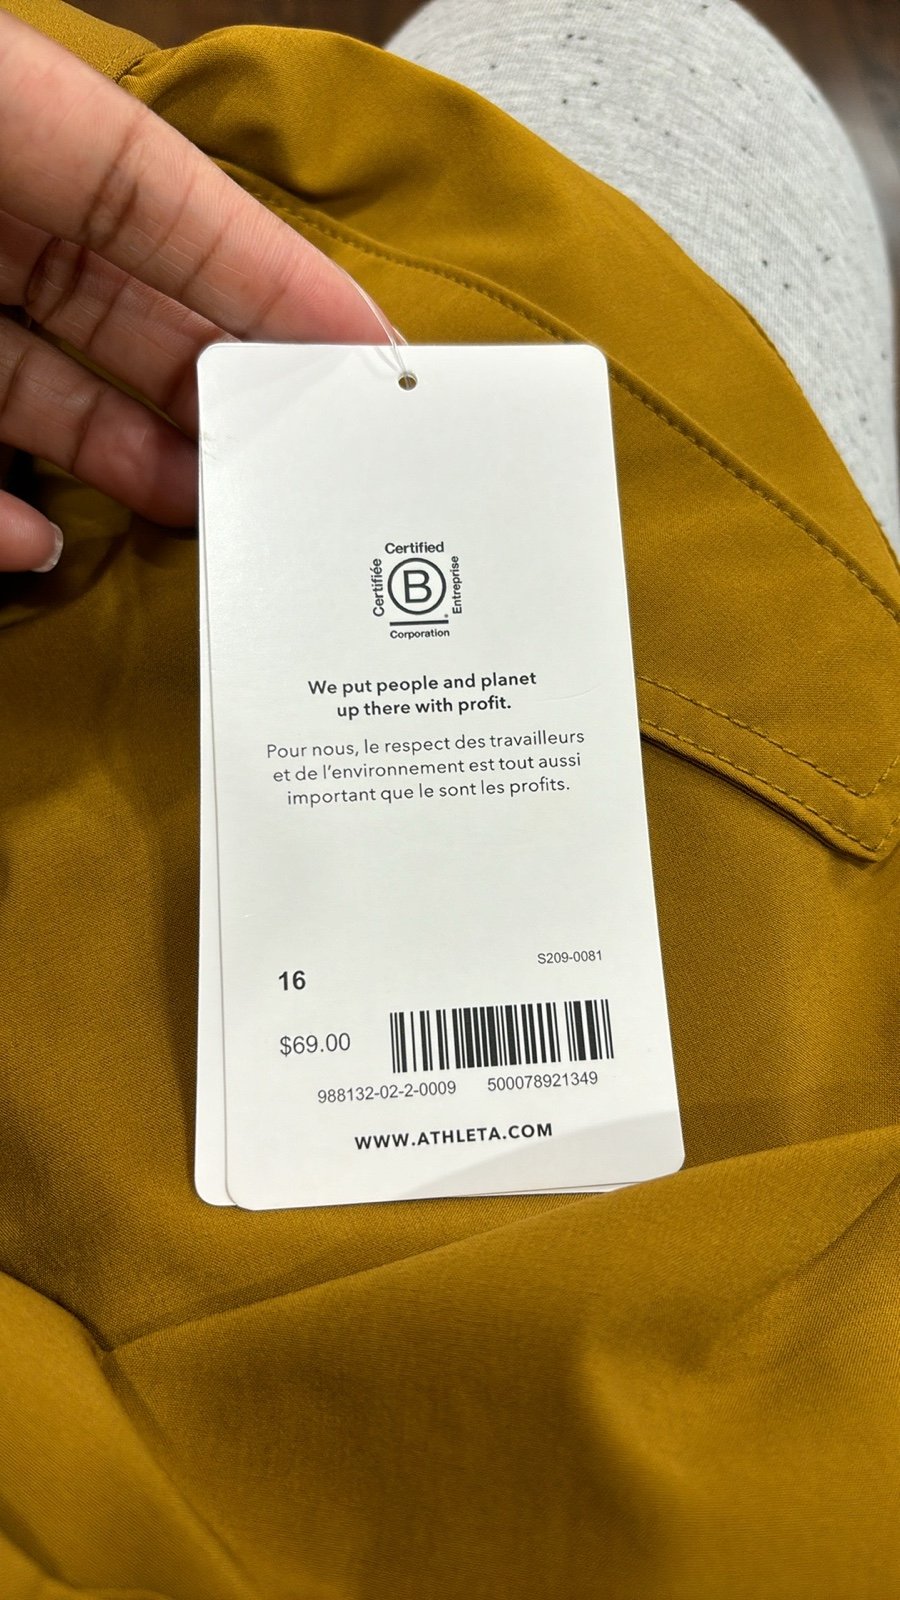 Certified
Certifiée
B
Entreprise
Corporation
We put people and planet
up there with profit.
Pour nous, le respect des travailleurs
et de l'environnement est tout aussi
important que le sont les profits.
S209-0081
16
$69.00
988132-02-2-0009 500078921349
WWW.ATHLETA.COM